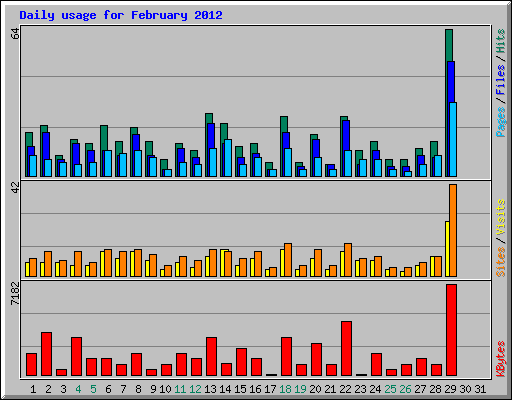 Daily usage for February 2012
64
Pages / Files / Hits
42
Sites / Visits
7182
KBytes
1 2 3 4 5 6 7 8 9 10 11 12 13 14 15 16 17 18 19 20 21 22 23 24 25 26 27 28 29 30 31